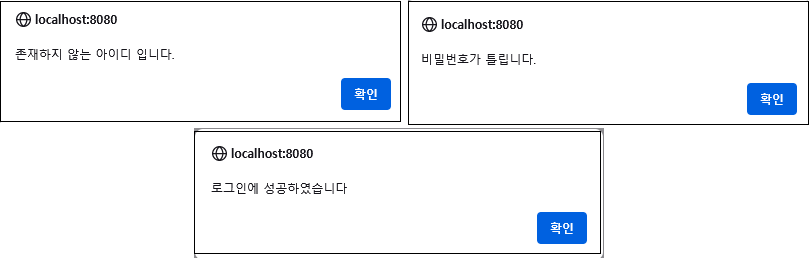 localhost:8080
존재하지 않는 아이디 입니다.
확인
localhost:8080
비밀번호가 틀립니다.
확인
localhost:8080
로그인에 성공하였습니다
확인